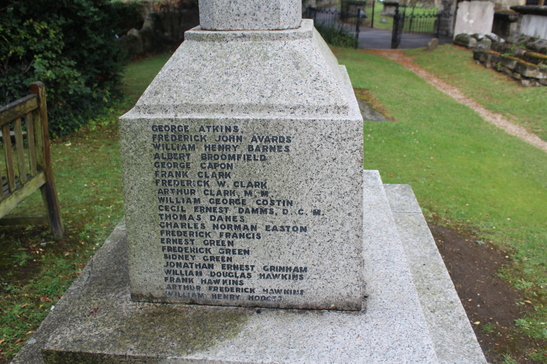 GEORGE ATKINS.
FREDERICK JOHN AVARDS
WILLIAM HENRY BARNES
ALBERT BROOMFIELD
GEORGE CAPON
FRANK CLARK
FREDERICK W. CLARK
ARTHUR CLARK, M.M.
WILLIAM GEORGE COSTIN
CECIL ERNEST DAMMS, D.C.M.
THOMAS DANES.
CHARLES NORMAN EASTON
FREDERICK FRANCIS
ERNEST GREEN
FREDERICK GREEN
SIDNEY GREEN
JONATHAN ERNEST GRINHAM
WILLIAM DOUGLAS HAWKINS
FRANK HAWKINS
ARTHUR FREDERICK HAWKINS
WILLIAM HENRY